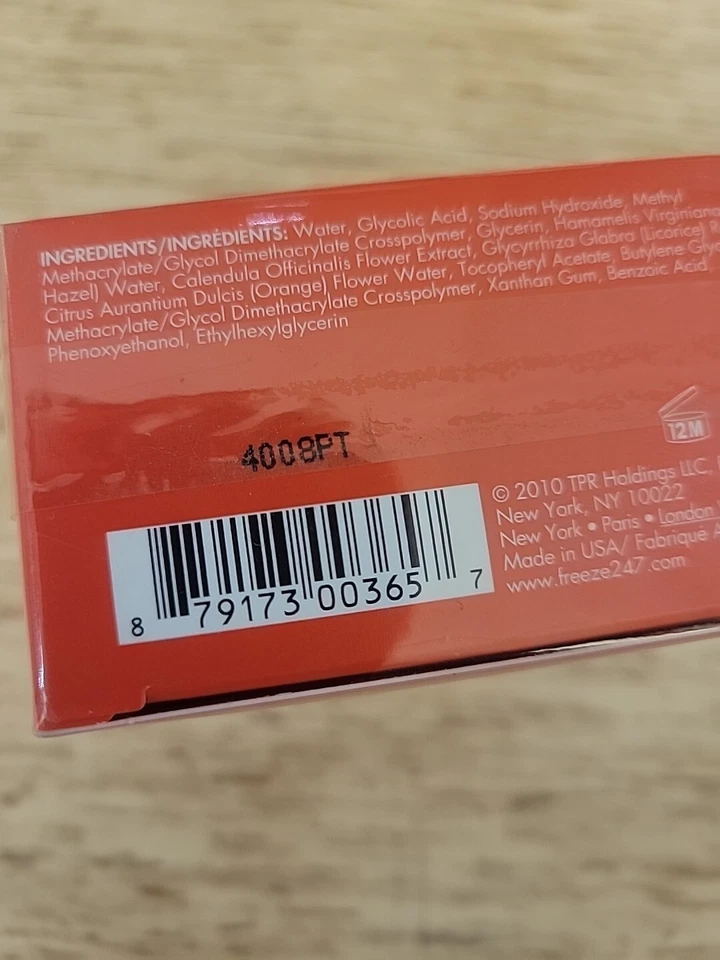 INGREDIENTS/INGRÉDIENTS: Water, Glycolic Acid, Sodium Hydroxide, Methyl
Methacrylate/Glycol Dimethacrylate Crosspolymer, Glycerin, Hamamelis Virginiana
Hazel) Water, Calendula Officinalis Flower Extract, Glycyrrhiza Glabra (Licorice) R
Citrus Aurantium Dulcis (Orange) Flower Water, Tocopheryl Acetate, Butylene Gly
Methacrylate/Glycol Dimethacrylate Crosspolymer, Xanthan Gum, Benzoic Acid
Phenoxyethanol, Ethylhexylglycerin
4008PT
12M
© 2010 TPR Holdings LLC,
New York, NY 10022
New York • Paris • London
Made in USA/ Fabriqué A
www.freeze247.com
8 79173 00365 7